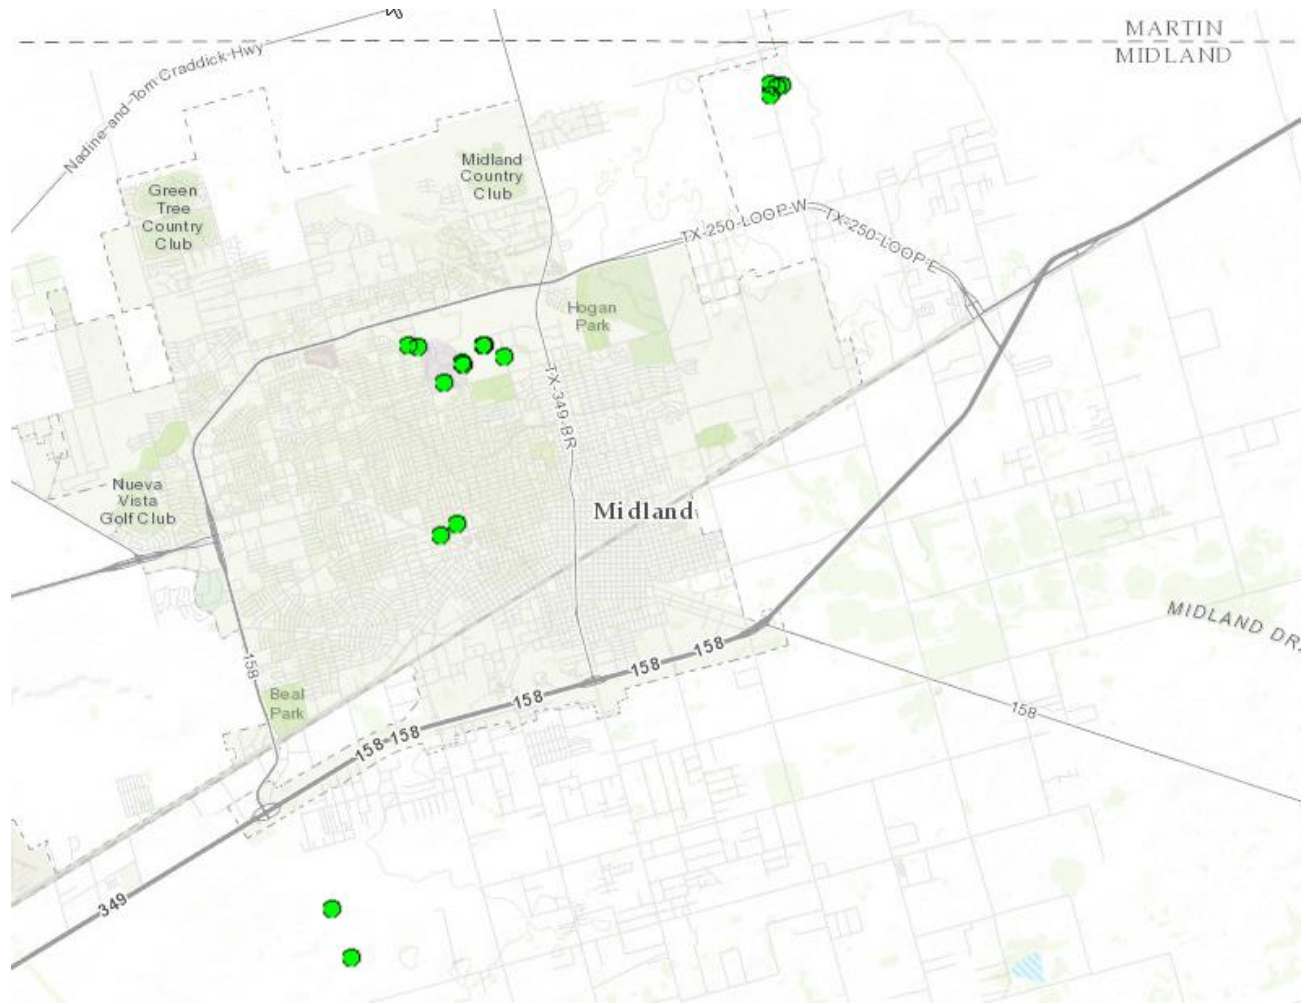 MARTIN
MIDLAND
Nadine-and-Tom Craddick-Hwy
Midland
Country
Club
Green
Tree
Country
Club
TX-250-LOOP-W
TX-250-LOOP-E
Hogan
Park
TX-349-BR
Nueva
Vista
Golf Club
Midland
MIDLAND DR
158
158
158
158
Beal
Park
158-158
158
349